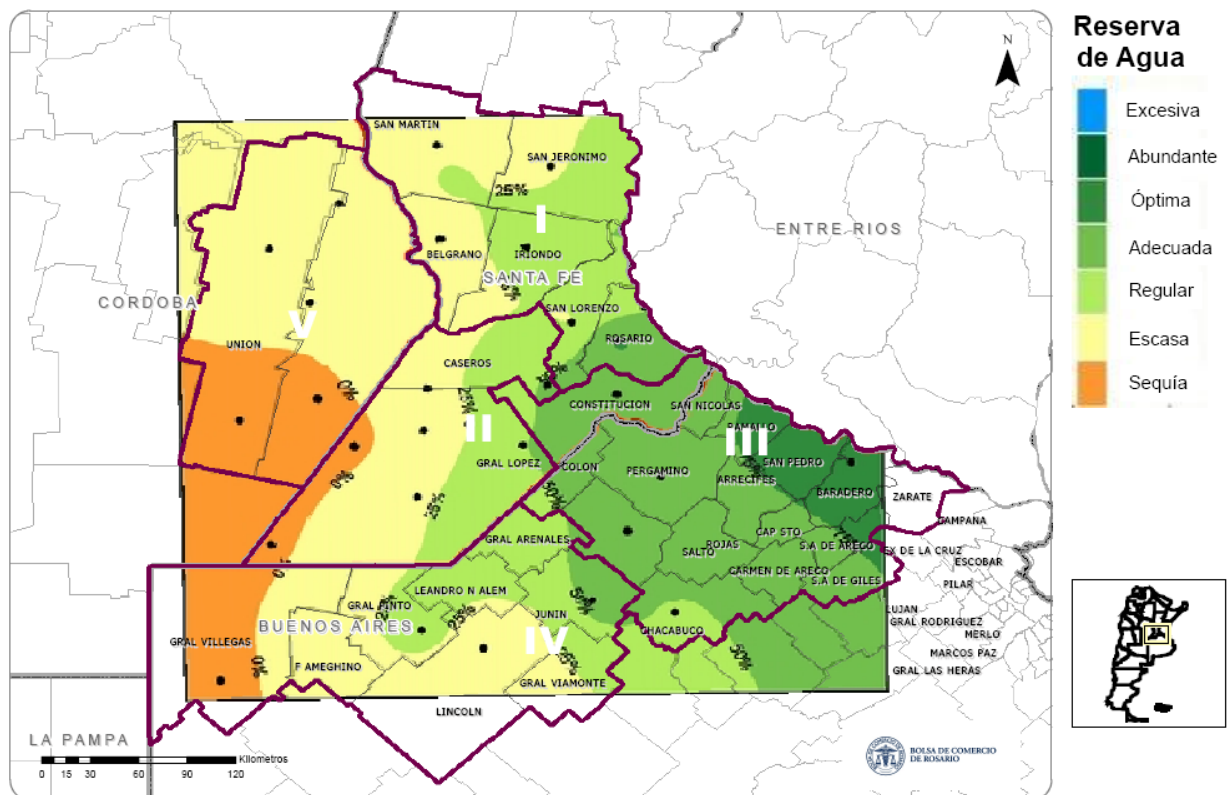 Reserva
de Agua
Excesiva
Abundante
Óptima
Adecuada
Regular
Escasa
Sequía
N
SAN MARTIN
SAN JERONIMO
25%
I
ENTRE RIOS
BELGRANO
IRIONDO
SANTA FE
CORDOBA
SAN LORENZO
V
UNION
ROSARIO
CASEROS
0%
25%
CONSTITUCION
SAN NICOLAS
II
RAMALLO
III
GRAL LOPEZ
COLON
PERGAMINO
SAN PEDRO
ARRECIFES
BARADERO
ZARATE
0%
25%
50%
CAMPANA
CAP STO
ROJAS
SALTO
S.A DE ARECO
EX DE LA CRUZ
GRAL ARENALES
ESCOBAR
CARMEN DE ARECO
S.A DE GILES
PILAR
LEANDRO N ALEM
GRAL PINTO
25%
25%
JUNIN
50%
LUJAN
GRAL RODRIGUEZ
BUENOS AIRES
CHACABUCO
MERLO
GRAL VILLEGAS
IV
MARCOS PAZ
0%
F AMEGHINO
50%
GRAL LAS HERAS
GRAL VIAMONTE
LINCOLN
LA PAMPA
Kilometros
0 15 30 60 90 120
BOLSA DE COMERCIO
DE ROSARIO